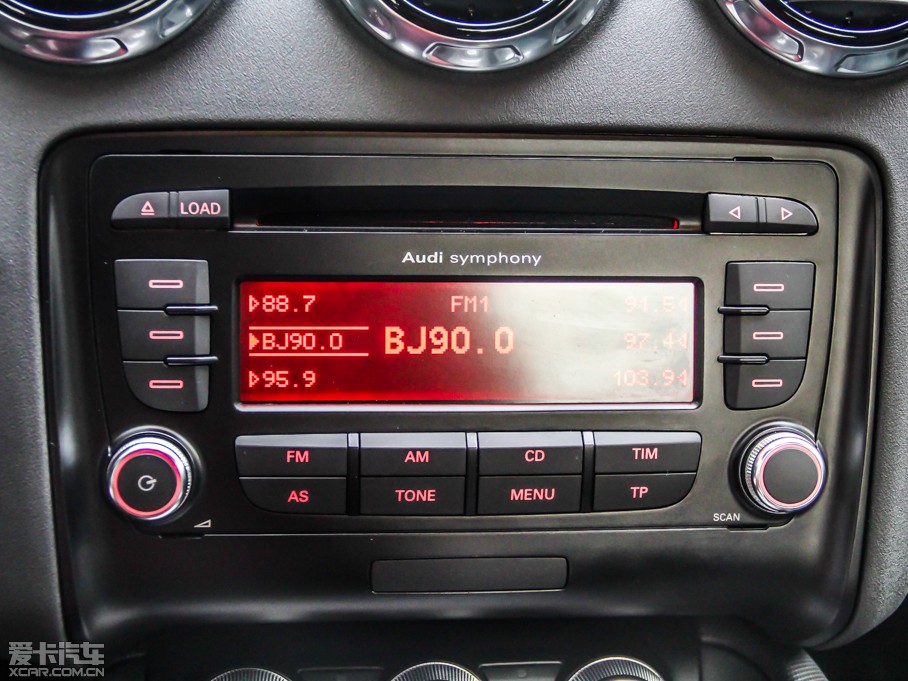 LOAD
Audi symphony
88.7 FM1 91.5
BJ90.0 BJ90.0 97.4
95.9 103.9
FM AM CD TIM
AS TONE MENU TP
SCAN
爱卡汽车
XCAR.COM.CN